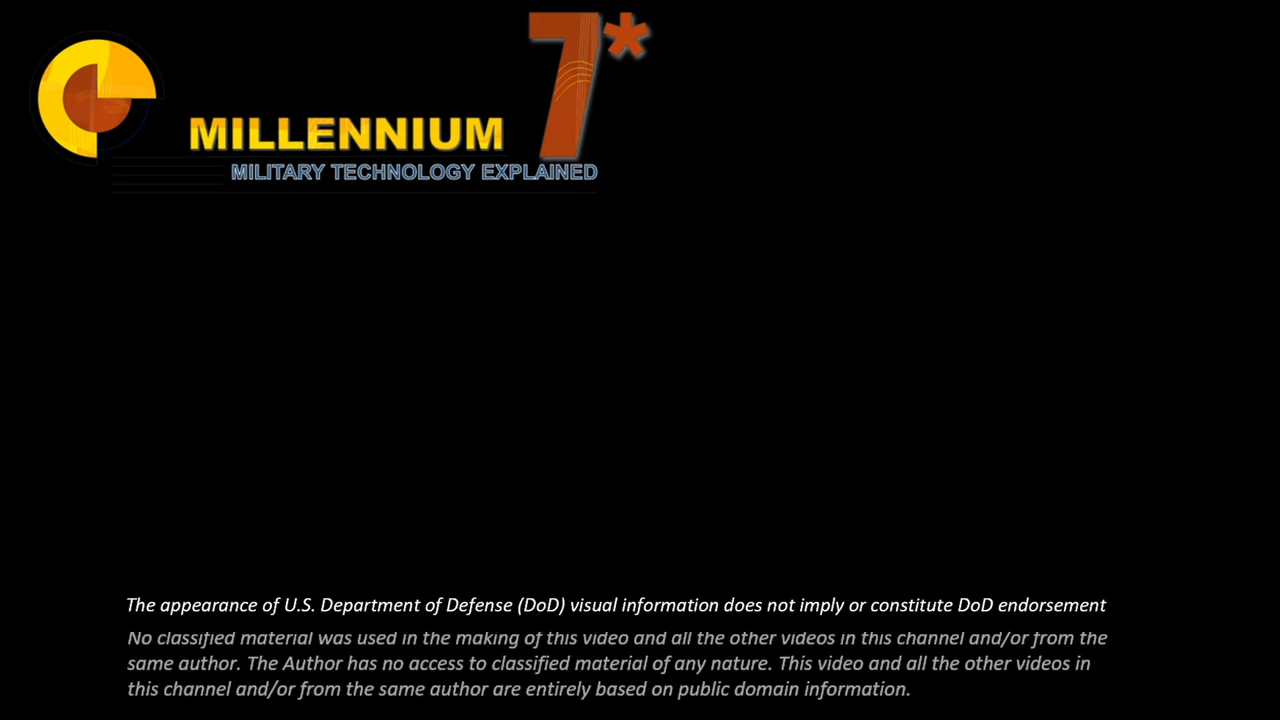 7*
MILLENNIUM
MILITARY TECHNOLOGY EXPLAINED
The appearance of U.S. Department of Defense (DoD) visual information does not imply or constitute DoD endorsement
No classified material was used in the making of this video and all the other videos in this channel and/or from the
same author. The Author has no access to classified material of any nature. This video and all the other videos in
this channel and/or from the same author are entirely based on public domain information.